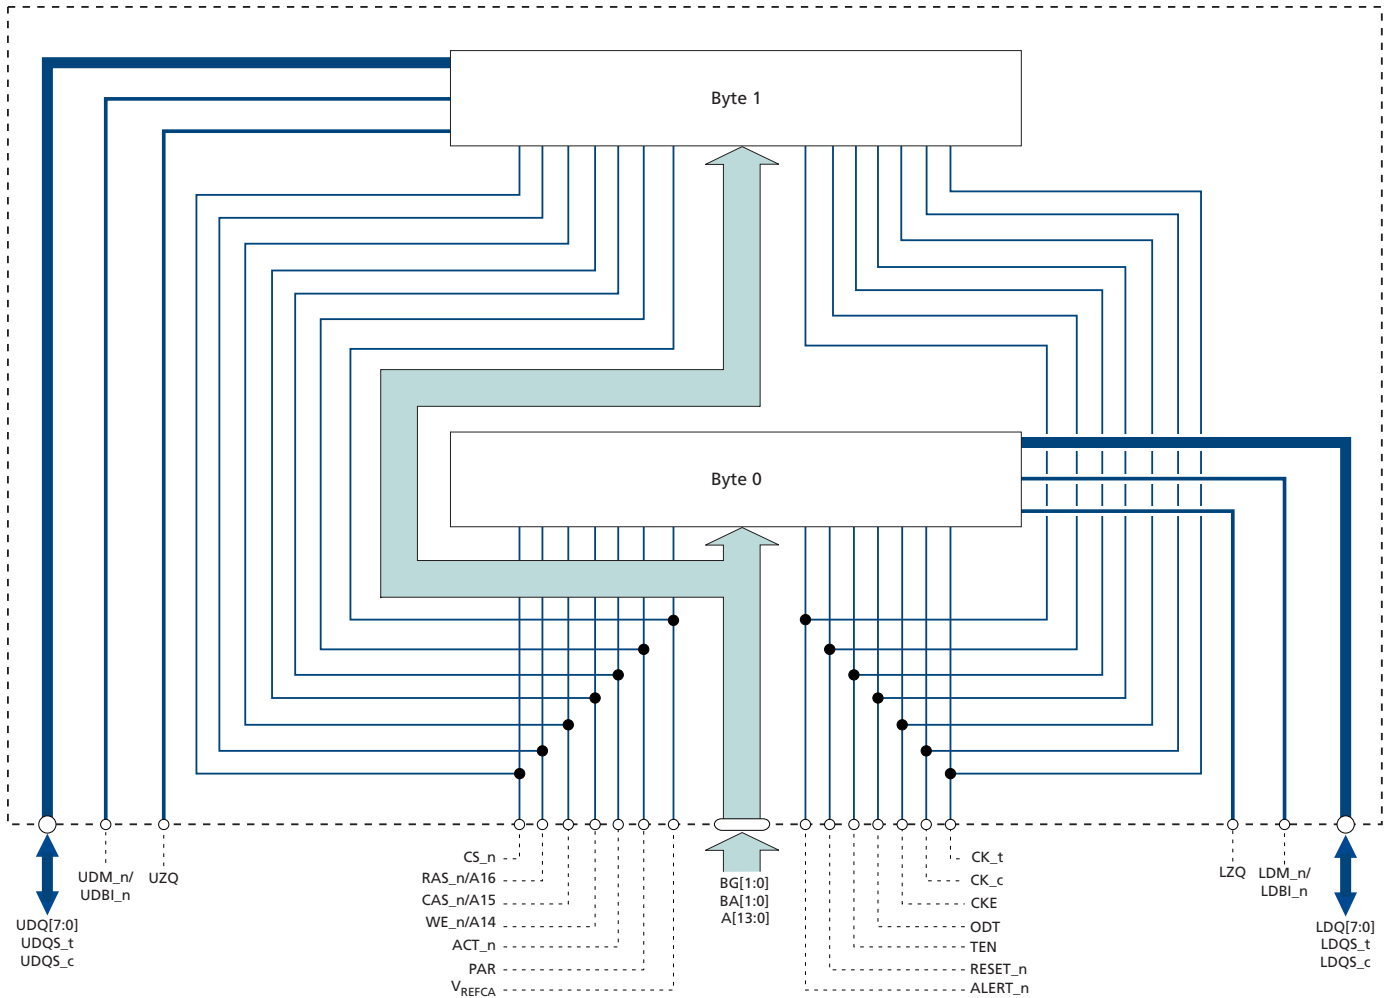 Byte 1
Byte 0
UDQ[7:0]
UDQS_t
UDQS_c
UDM_n/
UDBI_n
UZQ
CS_n
RAS_n/A16
CAS_n/A15
WE_n/A14
ACT_n
PAR
VREFCA
BG[1:0]
BA[1:0]
A[13:0]
CK_t
CK_c
CKE
ODT
TEN
RESET_n
ALERT_n
LZQ
LDM_n/
LDBI_n
LDQ[7:0]
LDQS_t
LDQS_c